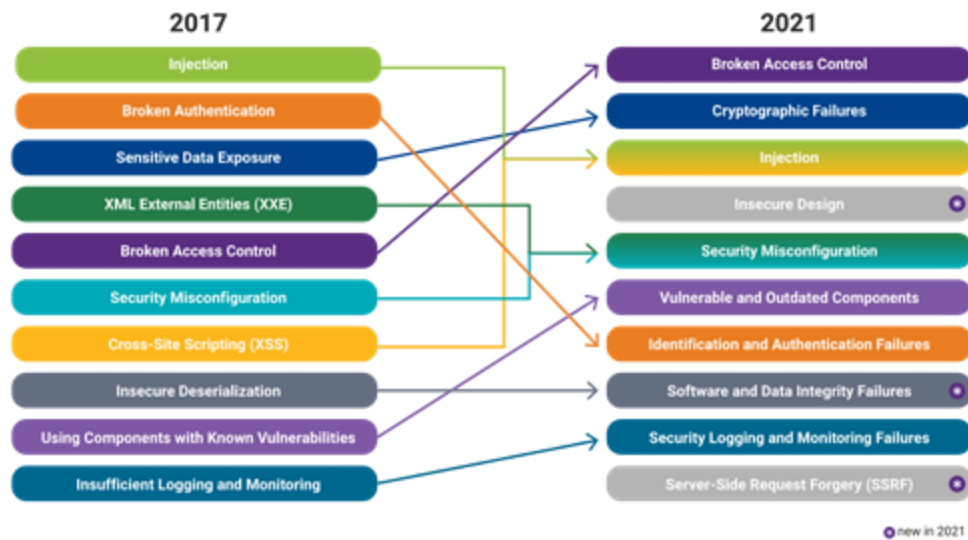 2017
2021
Injection
Broken Access Control
Broken Authentication
Cryptographic Failures
Sensitive Data Exposure
Injection
XML External Entities (XXE)
Insecure Design
Broken Access Control
Security Misconfiguration
Security Misconfiguration
Vulnerable and Outdated Components
Cross-Site Scripting (XSS)
Identification and Authentication Failures
Insecure Deserialization
Software and Data Integrity Failures
Using Components with Known Vulnerabilities
Security Logging and Monitoring Failures
Insufficient Logging and Monitoring
Server-Side Request Forgery (SSRF)
new in 2021